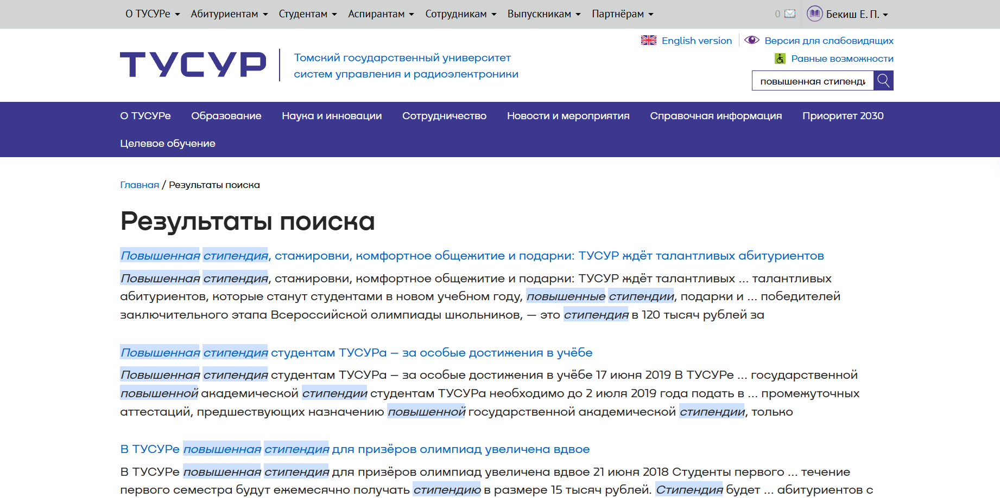 О ТУСУРе Абитуриентам Студентам Аспирантам Сотрудникам Выпускникам Партнёрам 0 Бекиш Е. П.
English version Версия для слабовидящих
ТУСУР
Томский государственный университет
систем управления и радиоэлектроники
Равные возможности
повышенная стипенди
О ТУСУРе Образование Наука и инновации Сотрудничество Новости и мероприятия Справочная информация Приоритет 2030
Целевое обучение
Главная / Результаты поиска
Результаты поиска
Повышенная стипендия, стажировки, комфортное общежитие и подарки: ТУСУР ждёт талантливых абитуриентов
Повышенная стипендия, стажировки, комфортное общежитие и подарки: ТУСУР ждёт талантливых ... талантливых
абитуриентов, которые станут студентами в новом учебном году, повышенные стипендии, подарки и ... победителей
заключительного этапа Всероссийской олимпиады школьников, — это стипендия в 120 тысяч рублей за
Повышенная стипендия студентам ТУСУРа – за особые достижения в учёбе
Повышенная стипендия студентам ТУСУРа – за особые достижения в учёбе 17 июня 2019 В ТУСУРе ... государственной
повышенной академической стипендии студентам ТУСУРа необходимо до 2 июля 2019 года подать в ... промежуточных
аттестаций, предшествующих назначению повышенной государственной академической стипендии, только
В ТУСУРе повышенная стипендия для призёров олимпиад увеличена вдвое
В ТУСУРе повышенная стипендия для призёров олимпиад увеличена вдвое 21 июня 2018 Студенты первого ... течение
первого семестра будут ежемесячно получать стипендию в размере 15 тысяч рублей. Стипендия будет ... абитуриентов с